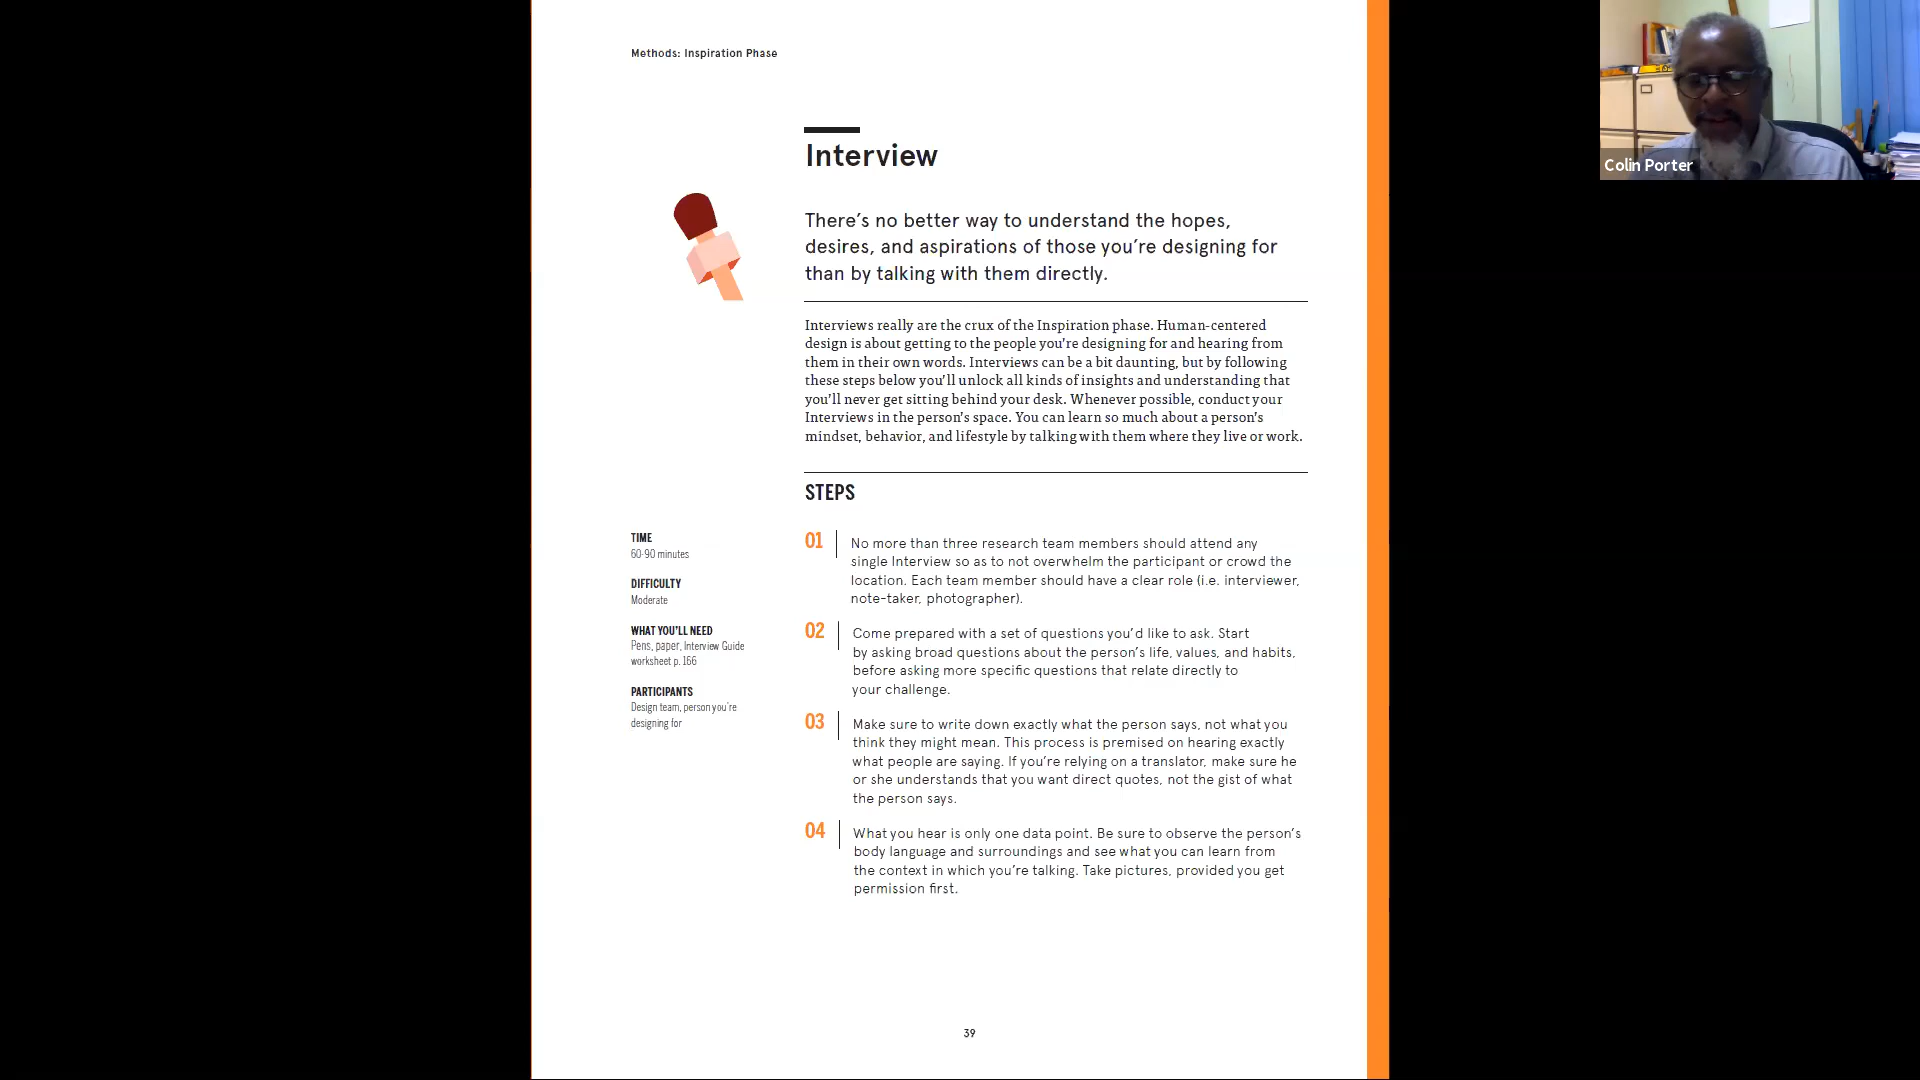 Methods: Inspiration Phase
Interview
There's no better way to understand the hopes,
desires, and aspirations of those you're designing for
than by talking with them directly.
Interviews really are the crux of the Inspiration phase. Human-centered
design is about getting to the people you're designing for and hearing from
them in their own words. Interviews can be a bit daunting, but by following
these steps below you'll unlock all kinds of insights and understanding that
you'll never get sitting behind your desk. Whenever possible, conduct your
Interviews in the person's space. You can learn so much about a person's
mindset, behavior, and lifestyle by talking with them where they live or work.
STEPS
TIME
60-90 minutes
DIFFICULTY
Moderate
WHAT YOU'LL NEED
Pens, paper, Interview Guide
worksheet p. 166
PARTICIPANTS
Design team, person you're
designing for
01
No more than three research team members should attend any
single Interview so as to not overwhelm the participant or crowd the
location. Each team member should have a clear role (i.e. interviewer,
note-taker, photographer).
02
Come prepared with a set of questions you'd like to ask. Start
by asking broad questions about the person's life, values, and habits,
before asking more specific questions that relate directly to
your challenge.
03
Make sure to write down exactly what the person says, not what you
think they might mean. This process is premised on hearing exactly
what people are saying. If you're relying on a translator, make sure he
or she understands that you want direct quotes, not the gist of what
the person says.
04
What you hear is only one data point. Be sure to observe the person's
body language and surroundings and see what you can learn from
the context in which you're talking. Take pictures, provided you get
permission first.
39
Colin Porter